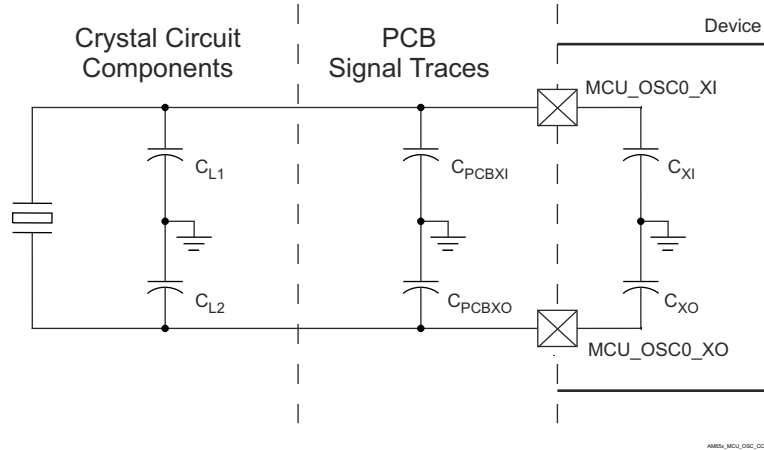 Crystal Circuit
Components
PCB
Signal Traces
Device
MCU_OSC0_XI
CL1
CPCBXI
CXI
CL2
CPCBXO
CXO
MCU_OSC0_XO
AM65x_MCU_OSC_CC